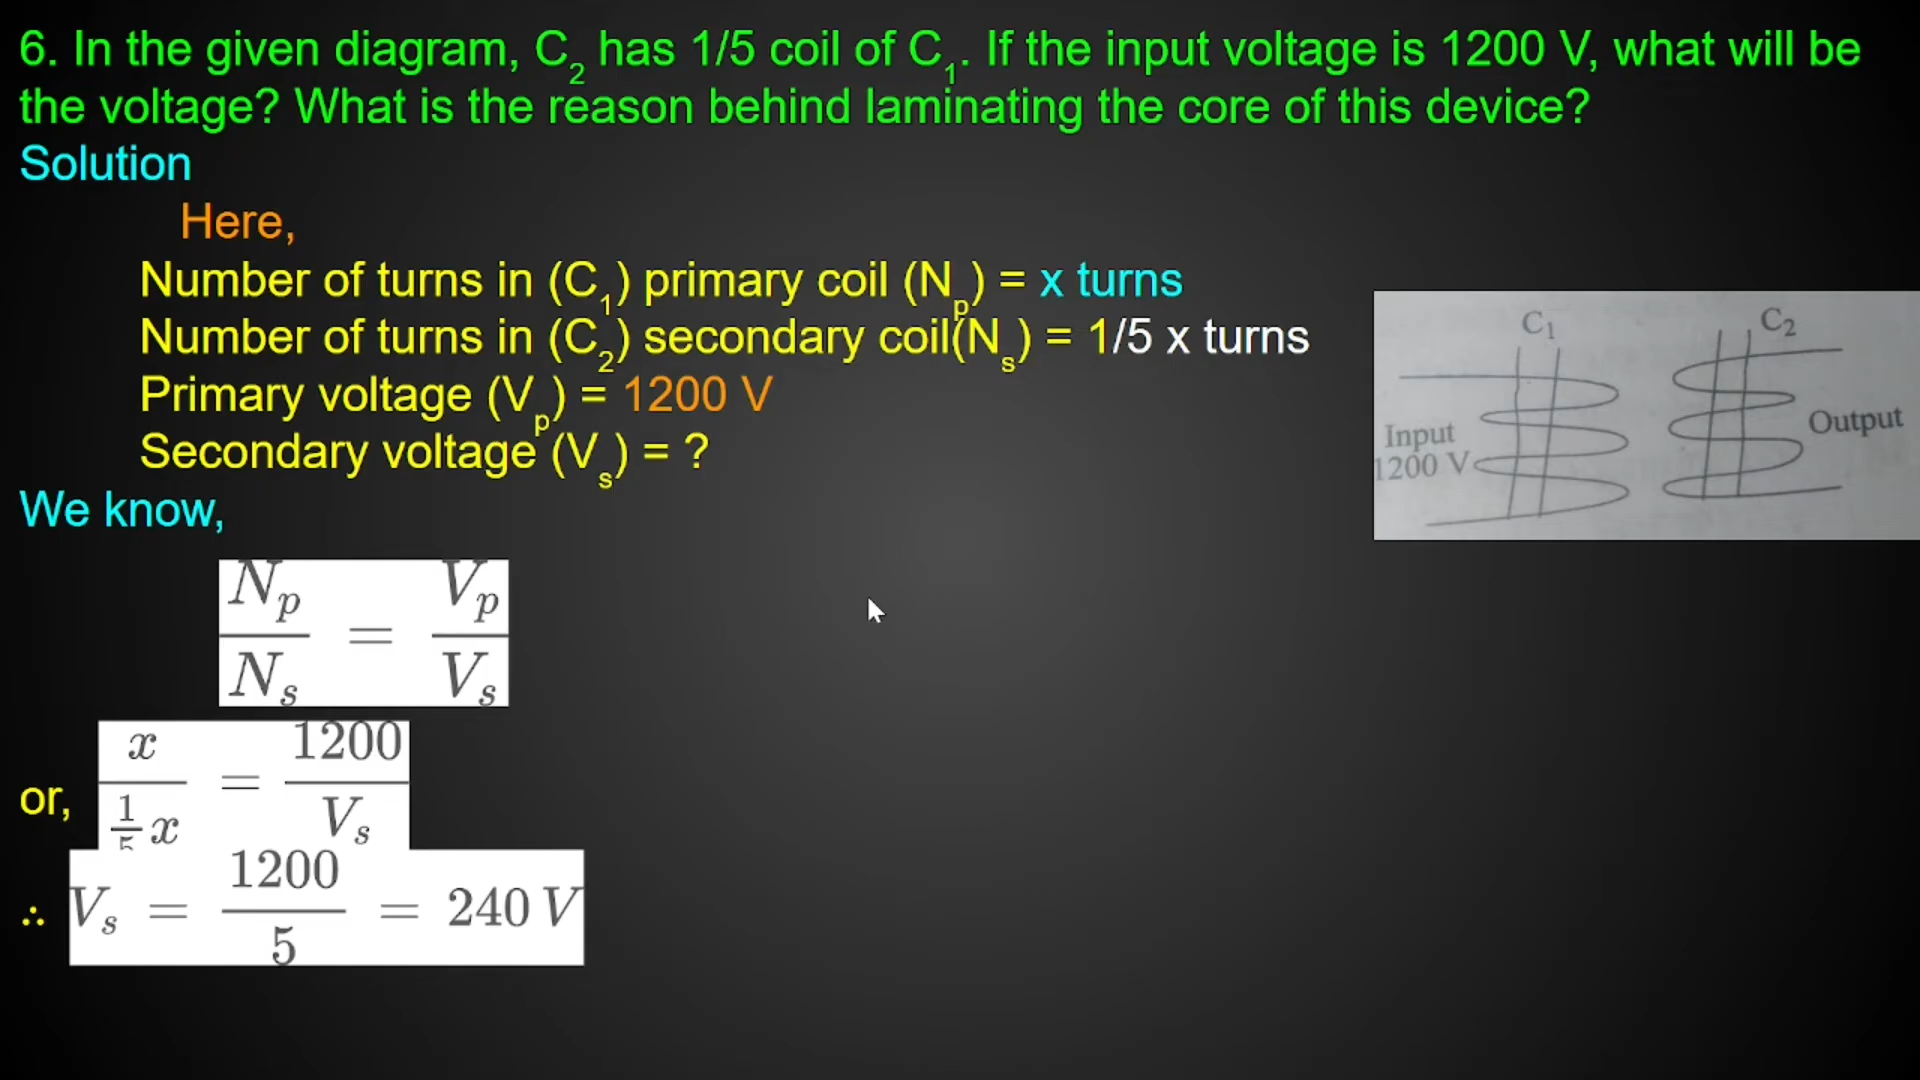 6. In the given diagram, C2 has 1/5 coil of C1. If the input voltage is 1200 V, what will be
the voltage? What is the reason behind laminating the core of this device?
Solution
Here,
Number of turns in (C1) primary coil (Np) = x turns
Number of turns in (C2) secondary coil(Ns) = 1/5 x turns
Primary voltage (Vp) = 1200 V
Secondary voltage (Vs) = ?
We know,
Np/Ns = Vp/Vs
or, x / (1/5 x) = 1200/Vs
∴ Vs = 1200/5 = 240 V
C1
C2
Input
1200 V
Output